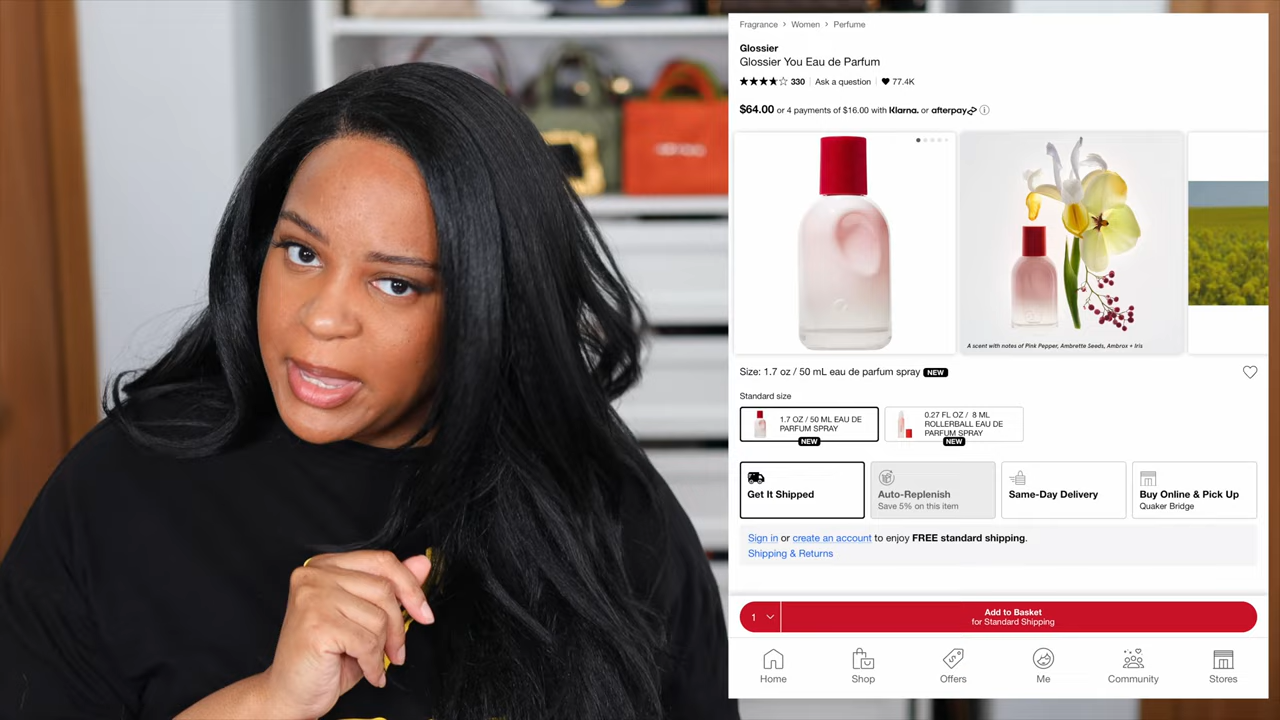 Fragrance > Women > Perfume
Glossier
Glossier You Eau de Parfum
330 Ask a question 77.4K
$64.00 or 4 payments of $16.00 with Klarna. or afterpay
A scent with notes of Pink Pepper, Ambrette Seeds, Ambrox + Iris
Size: 1.7 oz / 50 mL eau de parfum spray NEW
Standard size
1.7 OZ / 50 ML EAU DE
PARFUM SPRAY
NEW
0.27 FL OZ / 8 ML
ROLLERBALL EAU DE
PARFUM SPRAY
NEW
Get It Shipped
Auto-Replenish
Save 5% on this item
Same-Day Delivery
Buy Online & Pick Up
Quaker Bridge
Sign in or create an account to enjoy FREE standard shipping.
Shipping & Returns
1
Add to Basket
for Standard Shipping
Home
Shop
Offers
Me
Community
Stores